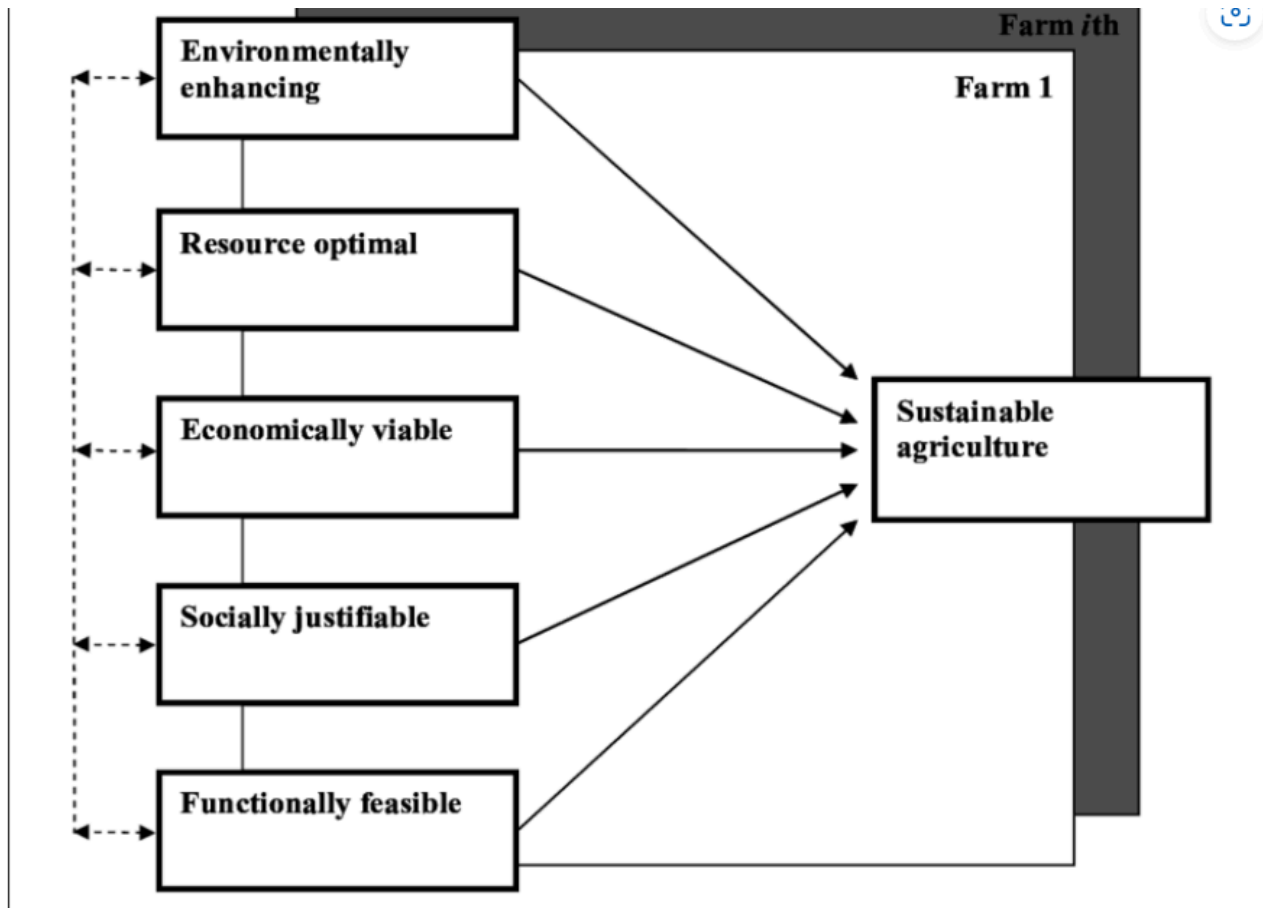 Farm ith
Environmentally
enhancing
Farm 1
Resource optimal
Economically viable
Sustainable
agriculture
Socially justifiable
Functionally feasible